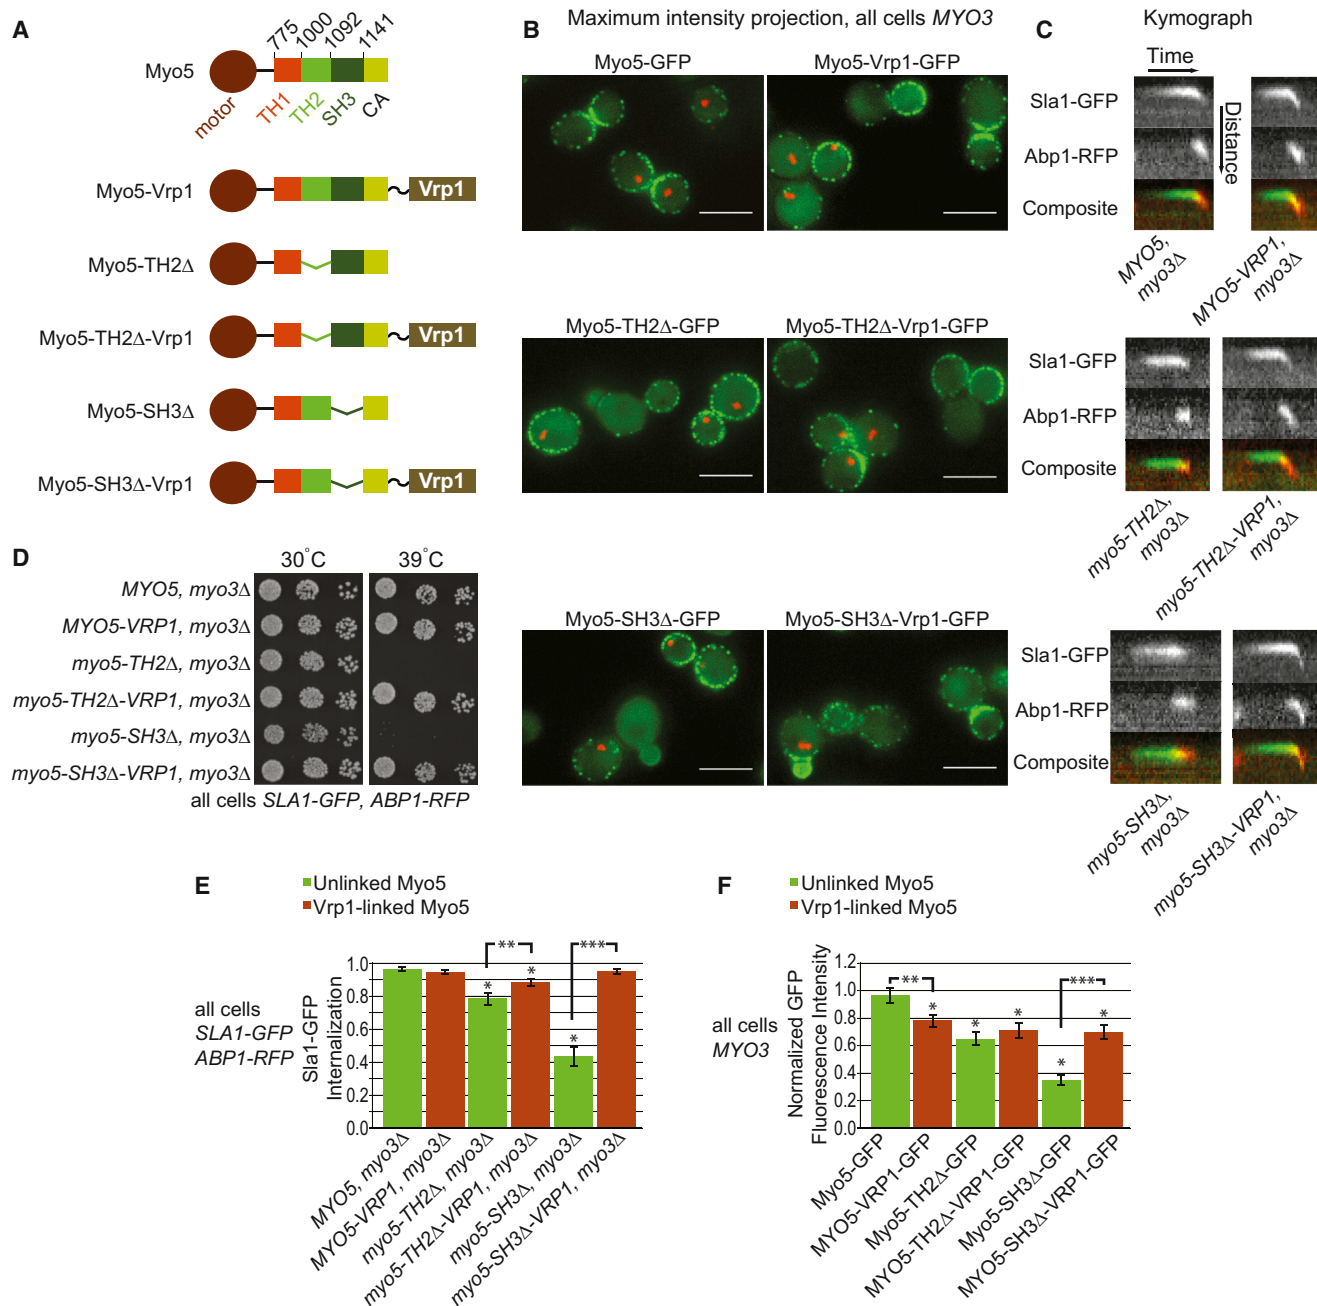 A
775 1000 1092 1141
Myo5
motor TH1 TH2 SH3 CA
Myo5-Vrp1
Vrp1
Myo5-TH2Δ
Myo5-TH2Δ-Vrp1
Vrp1
Myo5-SH3Δ
Myo5-SH3Δ-Vrp1
Vrp1
B
Maximum intensity projection, all cells MYO3
Myo5-GFP
Myo5-Vrp1-GFP
Myo5-TH2Δ-GFP
Myo5-TH2Δ-Vrp1-GFP
Myo5-SH3Δ-GFP
Myo5-SH3Δ-Vrp1-GFP
C
Kymograph
Time
Distance
Sla1-GFP
Abp1-RFP
Composite
MYO5,
myo3Δ
MYO5-VRP1,
myo3Δ
Sla1-GFP
Abp1-RFP
Composite
myo5-TH2Δ,
myo3Δ
myo5-TH2Δ-VRP1,
myo3Δ
Sla1-GFP
Abp1-RFP
Composite
myo5-SH3Δ,
myo3Δ
myo5-SH3Δ-VRP1,
myo3Δ
D
30°C
39°C
MYO5, myo3Δ
MYO5-VRP1, myo3Δ
myo5-TH2Δ, myo3Δ
myo5-TH2Δ-VRP1, myo3Δ
myo5-SH3Δ, myo3Δ
myo5-SH3Δ-VRP1, myo3Δ
all cells SLA1-GFP, ABP1-RFP
E
Unlinked Myo5
Vrp1-linked Myo5
all cells
SLA1-GFP
ABP1-RFP
Sla1-GFP
Internalization
1.0
0.8
0.6
0.4
0.2
0.0
**
***
*
*
*
MYO5, myo3Δ
MYO5-VRP1, myo3Δ
myo5-TH2Δ, myo3Δ
myo5-TH2Δ-VRP1, myo3Δ
myo5-SH3Δ, myo3Δ
myo5-SH3Δ-VRP1, myo3Δ
F
Unlinked Myo5
Vrp1-linked Myo5
all cells
MYO3
Normalized GFP
Fluorescence Intensity
1.2
1.0
0.8
0.6
0.4
0.2
0.0
**
***
*
*
*
*
*
Myo5-GFP
MYO5-VRP1-GFP
Myo5-TH2Δ-GFP
MYO5-TH2Δ-VRP1-GFP
Myo5-SH3Δ-GFP
MYO5-SH3Δ-VRP1-GFP